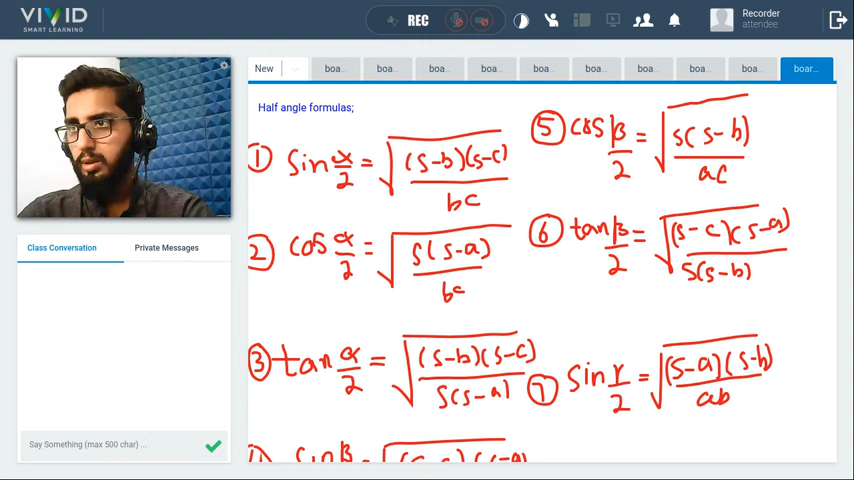 VIVID
SMART LEARNING
REC
Recorder
attendee
New
boa...
boa...
boa...
boa...
boa...
boa...
boa...
boa...
boa...
boar...
Half angle formulas;
① sin α/2 = √((s-b)(s-c)/bc)
② cos α/2 = √(s(s-a)/bc)
③ tan α/2 = √((s-b)(s-c)/s(s-a))
sin β
⑤ cos β/2 = √(s(s-b)/ac)
⑥ tan β/2 = √((s-c)(s-a)/s(s-b))
⑦ sin γ/2 = √((s-a)(s-b)/ab)
Class Conversation
Private Messages
Say Something (max 500 char) ...